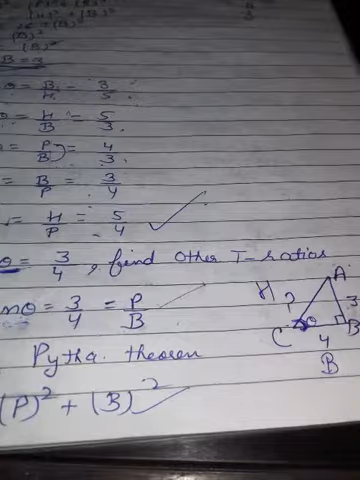 B = 3
θ = B/H = 3/5
θ = H/B = 5/3
= P/B = 4/3
= B/P = 3/4
= H/P = 5/4
θ = 3/4, find other T-ratios
nθ = 3/4 = P/B
Pytha. theorem
(P)² + (B)²
A
H ? 3
C θ B
4
B